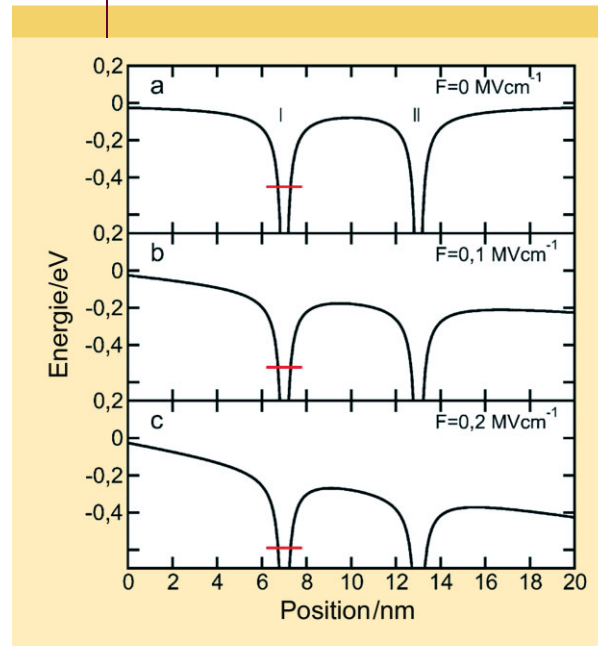 0,2
a
F=0 MVcm⁻¹
0
I
II
-0,2
-0,4
0,2
b
F=0,1 MVcm⁻¹
0
-0,2
-0,4
0,2
c
F=0,2 MVcm⁻¹
0
-0,2
-0,4
Energie/eV
0 2 4 6 8 10 12 14 16 18 20
Position/nm